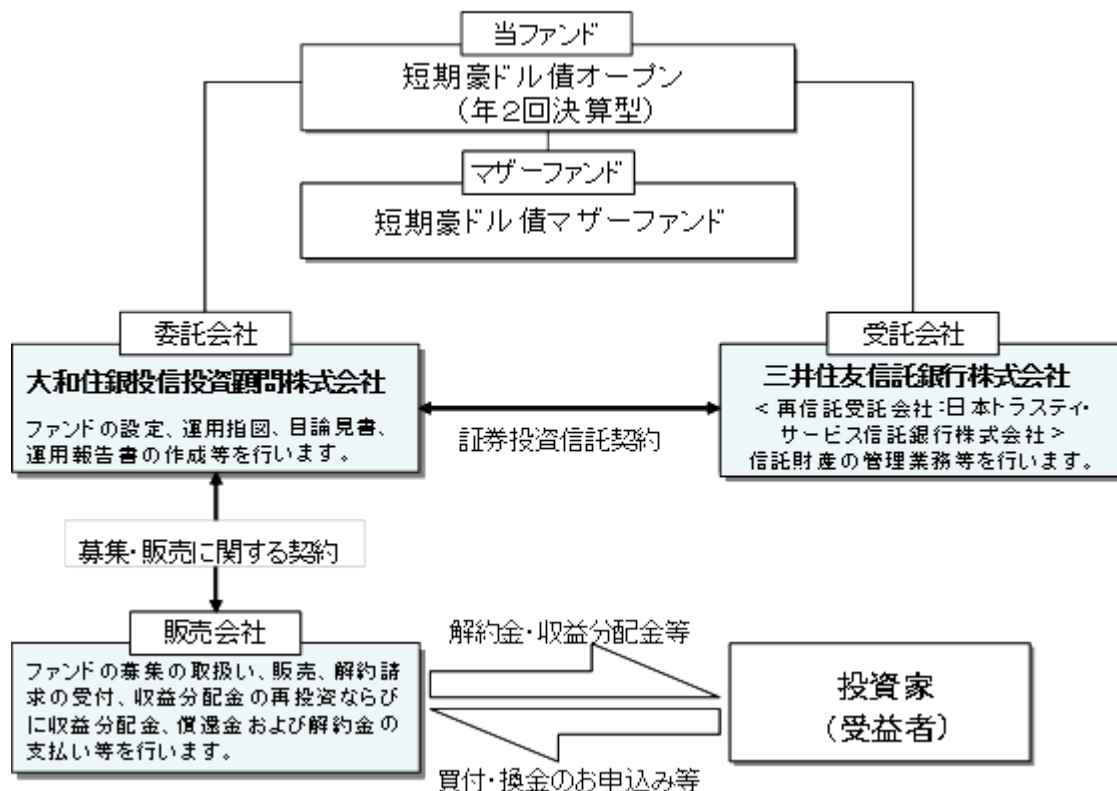 当ファンド
短期豪ドル債オープン
(年2回決算型)
マザーファンド
短期豪ドル債マザーファンド
委託会社
大和住銀投信投資顧問株式会社
ファンドの設定、運用指図、目論見書、
運用報告書の作成等を行います。
証券投資信託契約
受託会社
三井住友信託銀行株式会社
<再信託受託会社:日本トラスティ・
サービス信託銀行株式会社>
信託財産の管理業務等を行います。
募集・販売に関する契約
販売会社
ファンドの募集の取扱い、販売、解約請
求の受付、収益分配金の再投資ならび
に収益分配金、償還金および解約金の
支払い等を行います。
解約金・収益分配金等
買付・換金のお申込み等
投資家
(受益者)